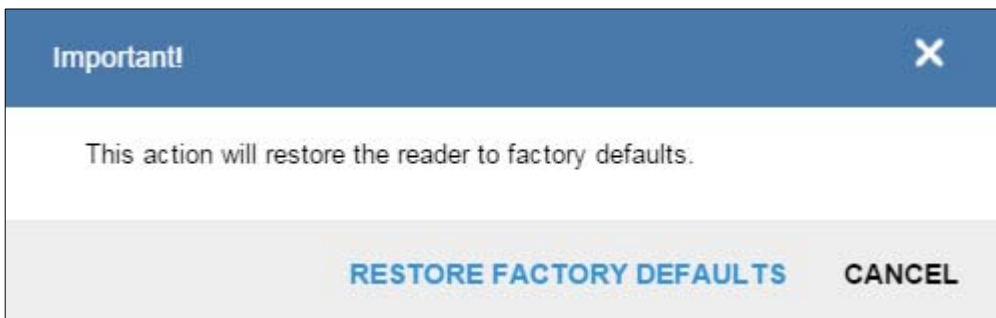 Important!
This action will restore the reader to factory defaults.
RESTORE FACTORY DEFAULTS CANCEL